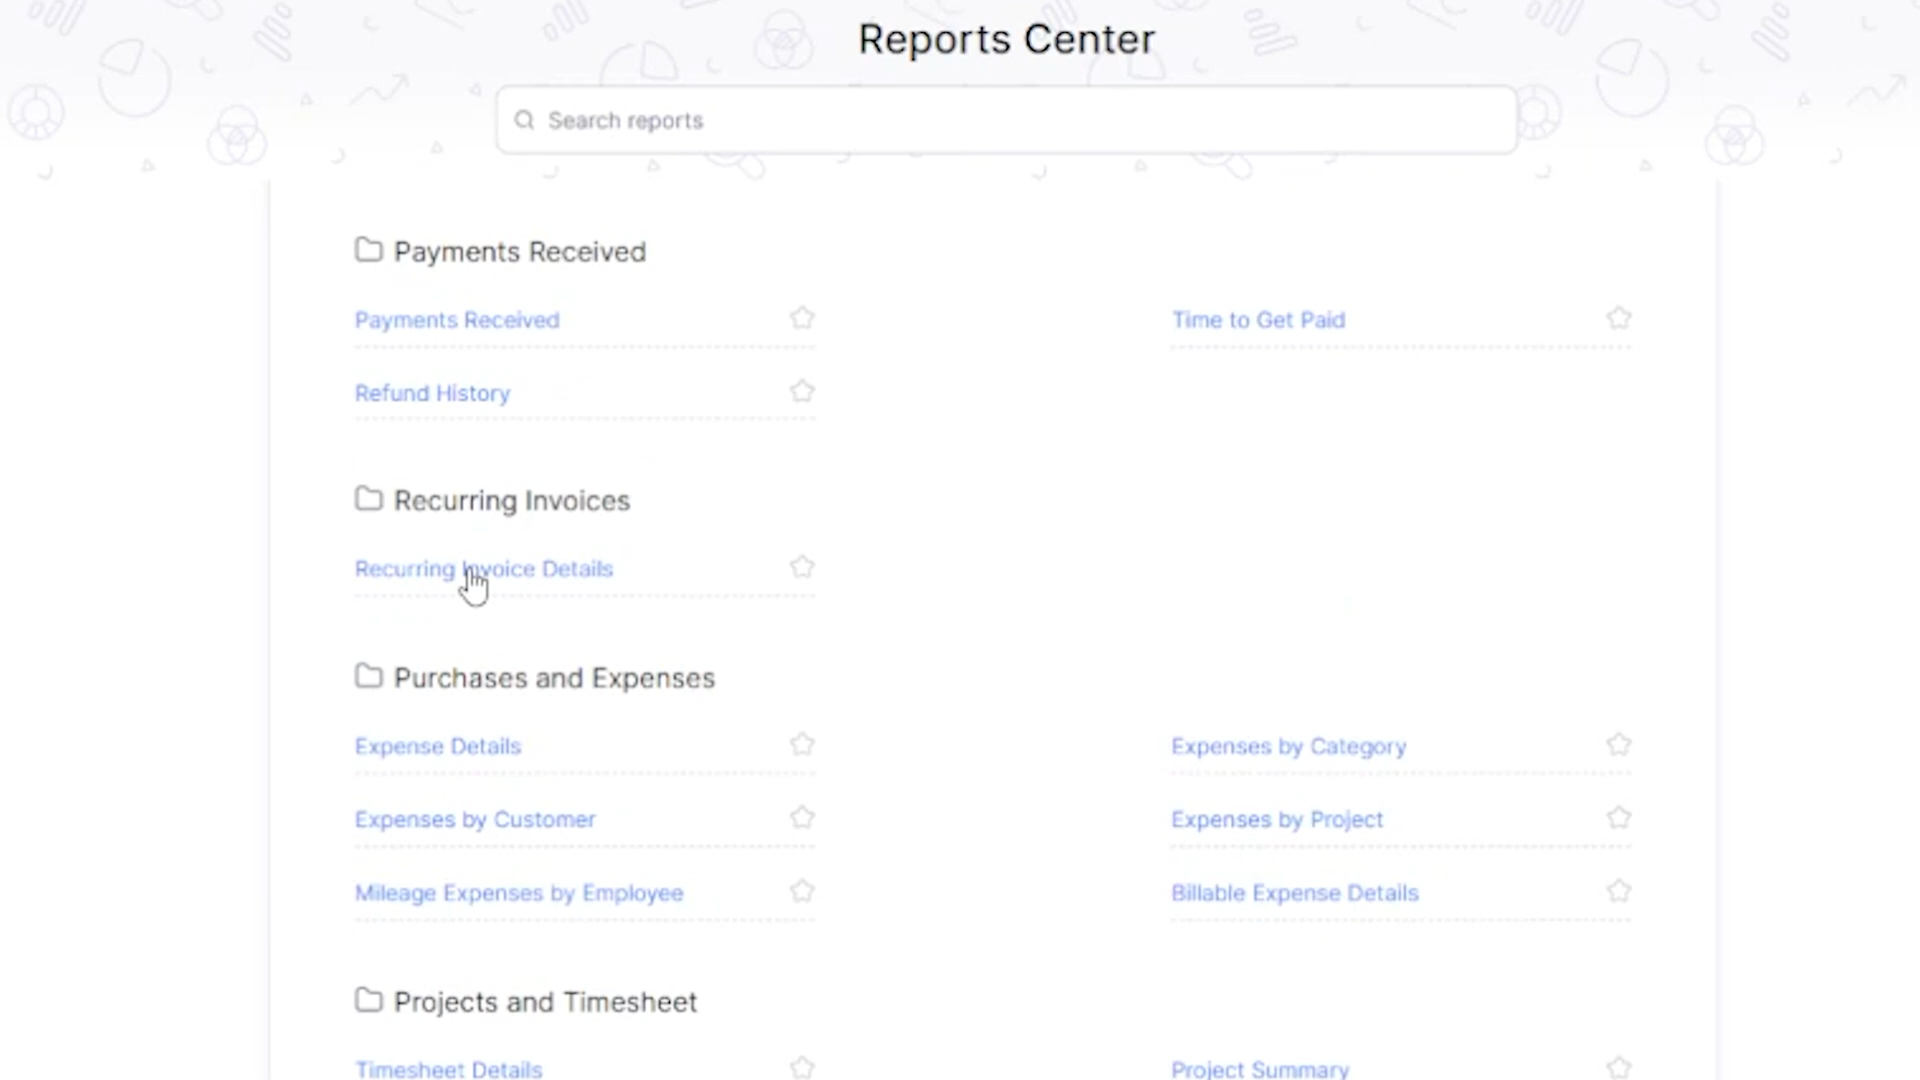 Reports Center
Search reports
Payments Received
Payments Received
Time to Get Paid
Refund History
Recurring Invoices
Recurring Invoice Details
Purchases and Expenses
Expense Details
Expenses by Category
Expenses by Customer
Expenses by Project
Mileage Expenses by Employee
Billable Expense Details
Projects and Timesheet
Timesheet Details
Project Summary